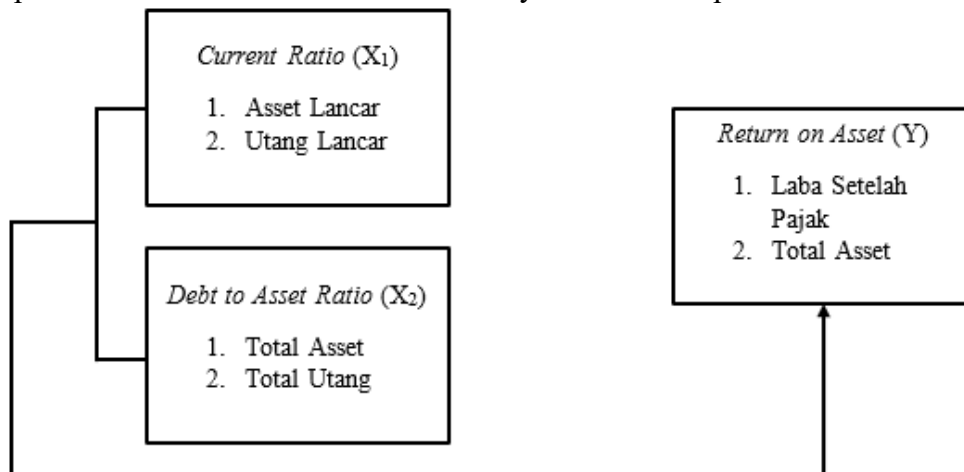 Current Ratio (X₁)
1. Asset Lancar
2. Utang Lancar
Return on Asset (Y)
1. Laba Setelah
Pajak
2. Total Asset
Debt to Asset Ratio (X₂)
1. Total Asset
2. Total Utang